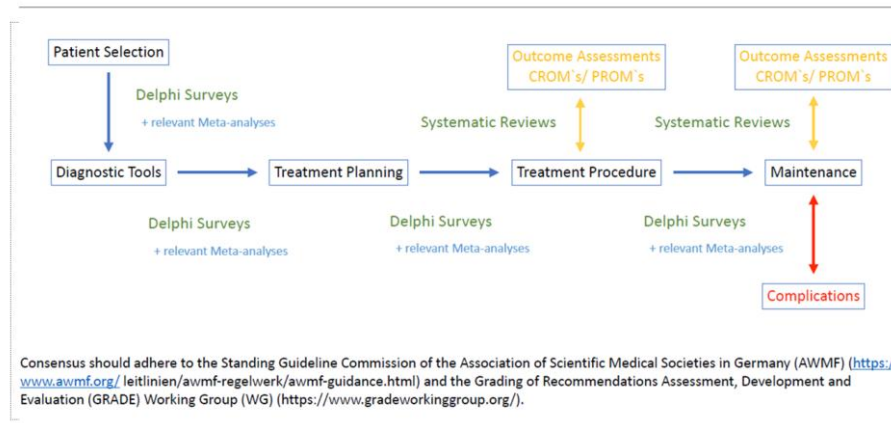 Patient Selection
Outcome Assessments
CROM`s/ PROM`s
Outcome Assessments
CROM`s/ PROM`s
Delphi Surveys
+ relevant Meta-analyses
Systematic Reviews
Systematic Reviews
Diagnostic Tools
Treatment Planning
Treatment Procedure
Maintenance
Delphi Surveys
+ relevant Meta-analyses
Delphi Surveys
+ relevant Meta-analyses
Delphi Surveys
+ relevant Meta-analyses
Complications
Consensus should adhere to the Standing Guideline Commission of the Association of Scientific Medical Societies in Germany (AWMF) (https:/
www.awmf.org/ leitlinien/awmf-regelwerk/awmf-guidance.html) and the Grading of Recommendations Assessment, Development and
Evaluation (GRADE) Working Group (WG) (https://www.gradeworkinggroup.org/).